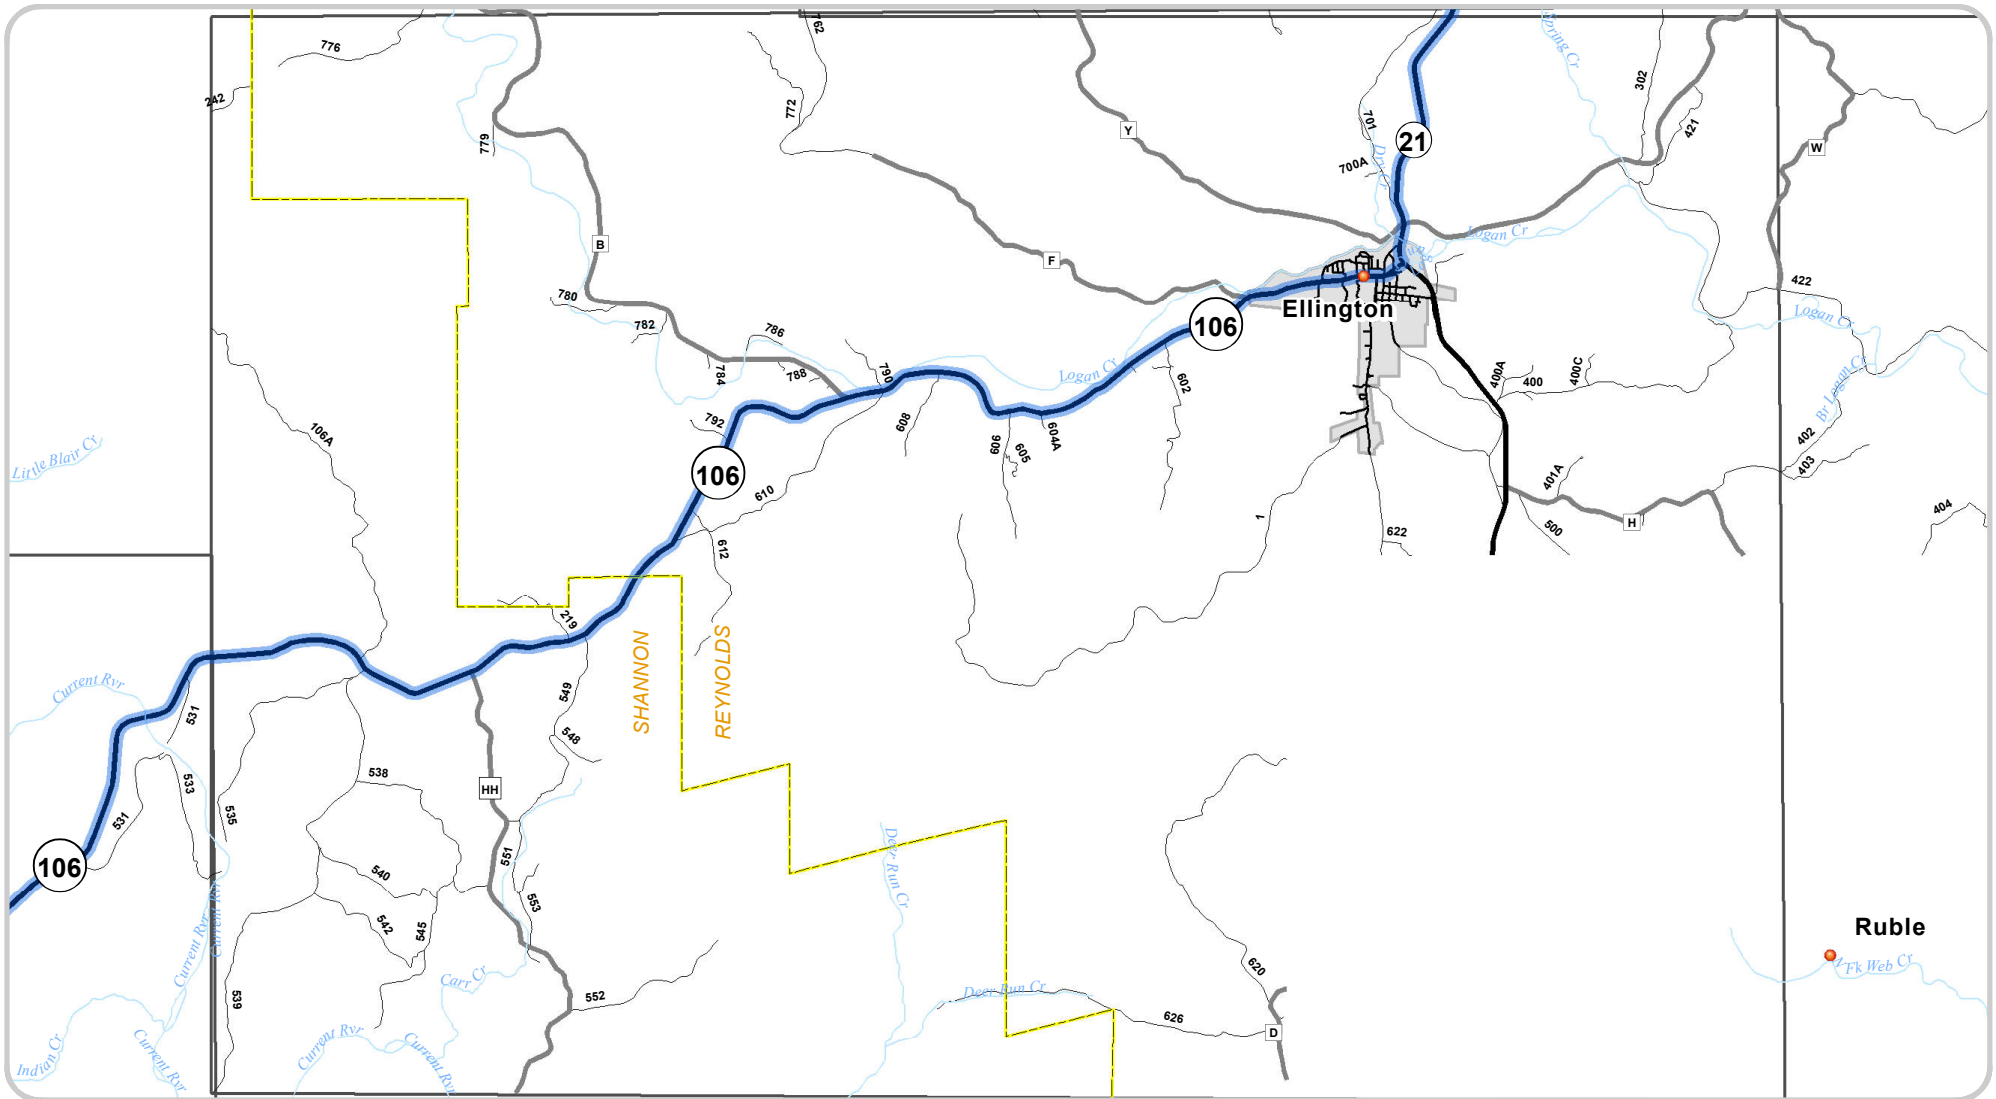 776
762
Spring Cr
302
242
772
779
Y
701
21
421
W
700A
Dry Cr
B
F
Logan Cr
422
780
Ellington
Logan Cr
782
786
106
784
788
790
Logan Cr
602
400A
400
400C
Br Logan Cr
792
608
604A
106A
606
605
402
403
Little Blair Cr
106
610
401A
1
622
H
500
404
612
219
SHANNON
REYNOLDS
Current Rvr
549
531
548
538
533
HH
535
531
106
551
540
553
Deer Run Cr
542
545
Current Rvr
Current Rvr
Ruble
Fk Web Cr
620
Carr Cr
552
539
Deer Run Cr
626
D
Indian Cr
Current Rvr
Current Rvr
Current Rvr